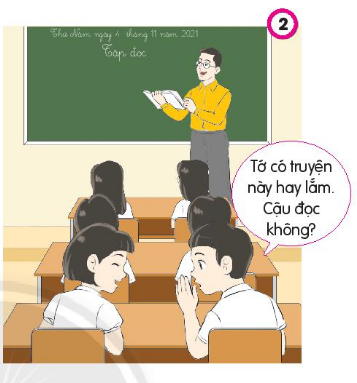 2
Thứ Năm ngày 4 tháng 11 năm 2021
Tập đọc
Tớ có truyện
này hay lắm.
Cậu đọc
không?